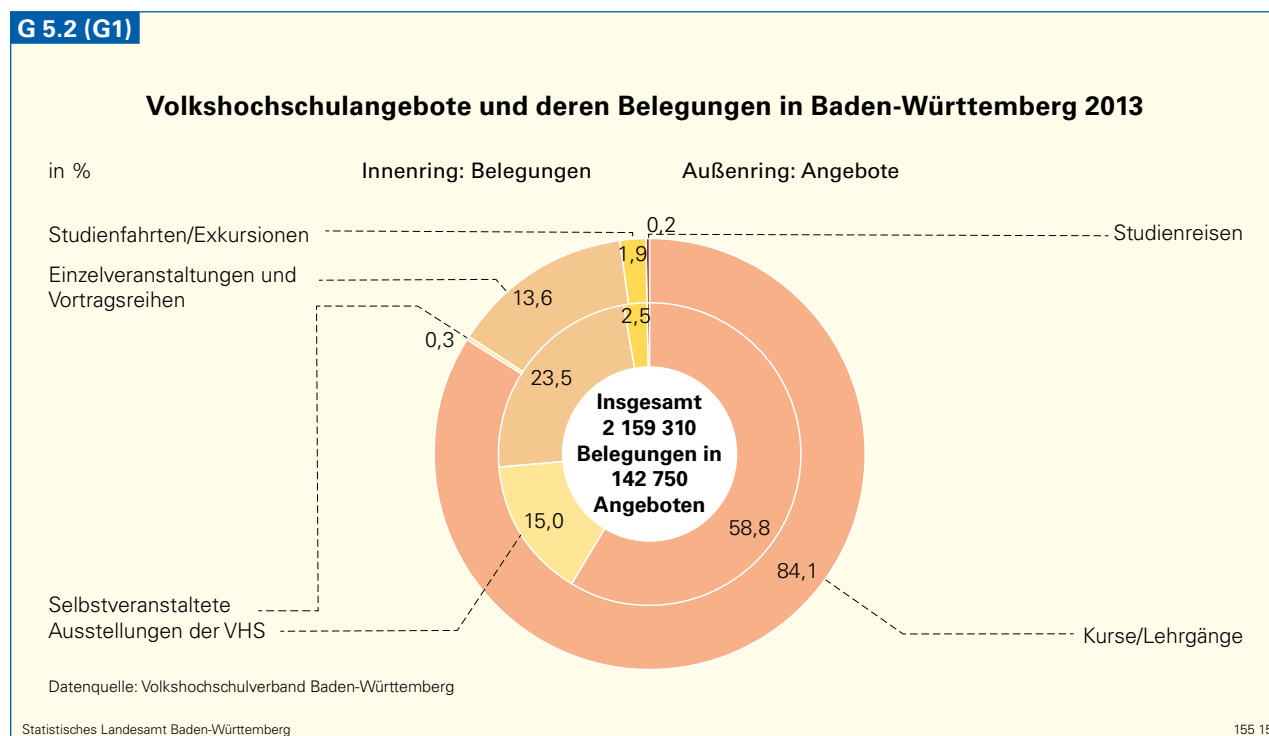 G 5.2 (G1)
Volkshochschulangebote und deren Belegungen in Baden-Württemberg 2013
in %
Innenring: Belegungen
Außenring: Angebote
Studienfahrten/Exkursionen
Einzelveranstaltungen und
Vortragsreihen
0,2
Studienreisen
1,9
13,6
2,5
0,3
23,5
Insgesamt
2 159 310
Belegungen in
142 750
Angeboten
15,0
58,8
84,1
Selbstveranstaltete
Ausstellungen der VHS
Kurse/Lehrgänge
Datenquelle: Volkshochschulverband Baden-Württemberg
Statistisches Landesamt Baden-Württemberg
155 15